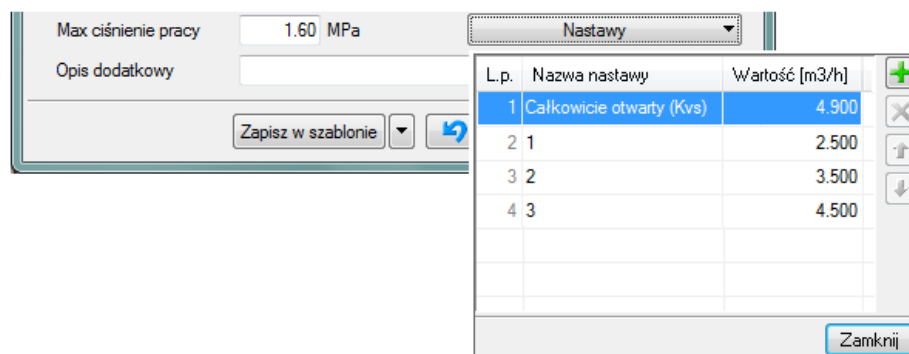 Max ciśnienie pracy 1.60 MPa Nastawy
Opis dodatkowy
Zapisz w szablonie
L.p. Nazwa nastawy Wartość [m3/h]
1 Całkowicie otwarty (Kvs) 4.900
2 1 2.500
3 2 3.500
4 3 4.500
Zamknij